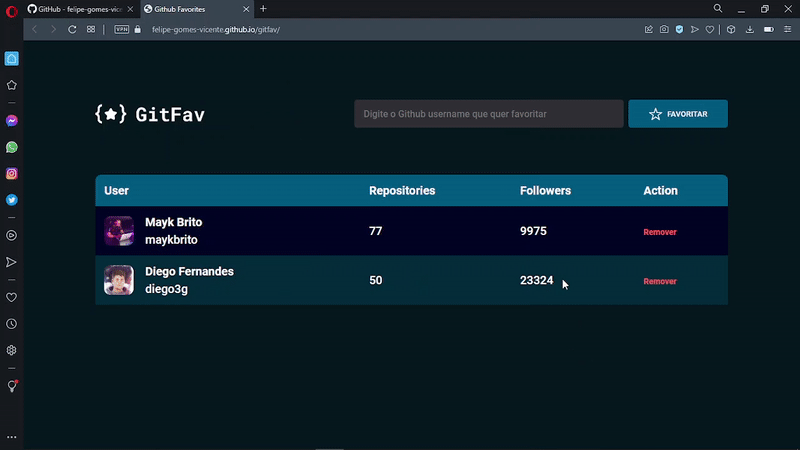 GitHub - felipe-gomes-vice
Github Favorites
VPN
felipe-gomes-vicente.github.io/gitfav/
GitFav
Digite o Github username que quer favoritar
FAVORITAR
User Repositories Followers Action
Mayk Brito
maykbrito
77 9975 Remover
Diego Fernandes
diego3g
50 23324 Remover